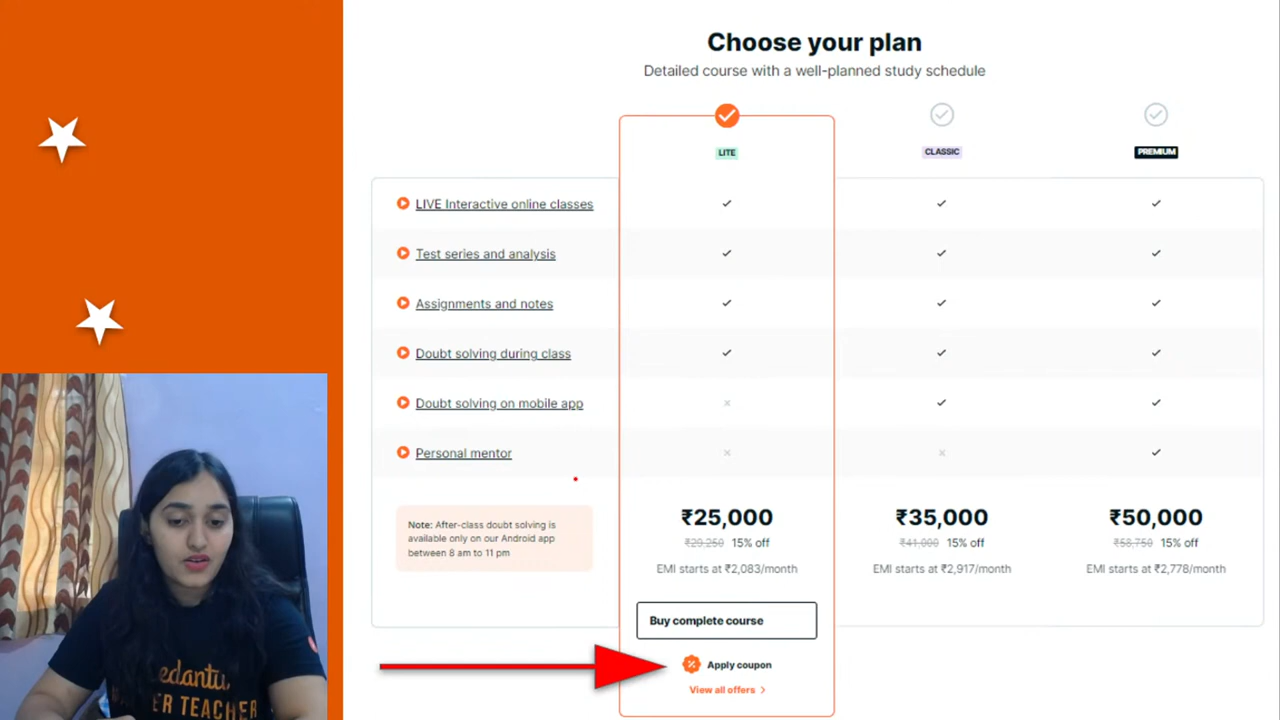 Choose your plan
Detailed course with a well-planned study schedule
LITE CLASSIC PREMIUM
LIVE Interactive online classes
Test series and analysis
Assignments and notes
Doubt solving during class
Doubt solving on mobile app
Personal mentor
Note: After-class doubt solving is
available only on our Android app
between 8 am to 11 pm
₹25,000 ₹35,000 ₹50,000
₹29,250 15% off ₹41,000 15% off ₹58,750 15% off
EMI starts at ₹2,083/month EMI starts at ₹2,917/month EMI starts at ₹2,778/month
Buy complete course
Apply coupon
View all offers
edantu
ER TEACHER